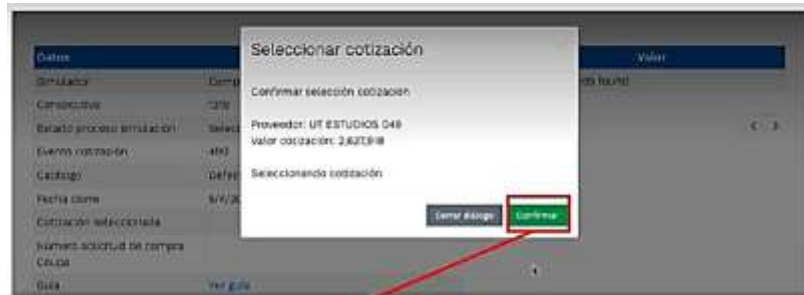 Seleccionar cotización
Confirmar selección cotización
Proveedor: UT ESTUDIOS 049
Valor cotización: 2,627,918
Seleccionando cotización
Cerrar dialogo
Confirmar
Datos
Valor
Simulador
Consecutivo
Estado proceso simulación
Evento cotización
Catálogo
Fecha cierre
Cotización seleccionada
Número solicitud de compra
Coupa
Guía
Ver guía